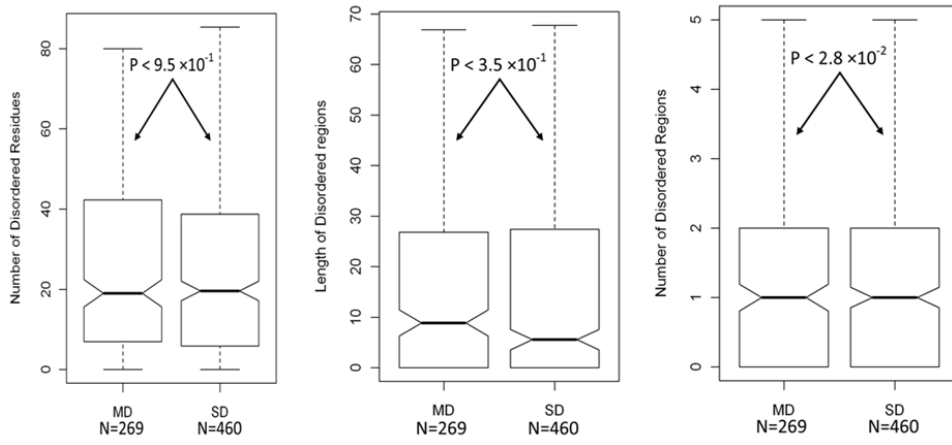 Number of Disordered Residues
80
60
40
20
0
P < 9.5 ×10⁻¹
MD
N=269
SD
N=460
Length of Disordered regions
70
60
50
40
30
20
10
0
P < 3.5 ×10⁻¹
MD
N=269
SD
N=460
Number of Disordered Regions
5
4
3
2
1
0
P < 2.8 ×10⁻²
MD
N=269
SD
N=460